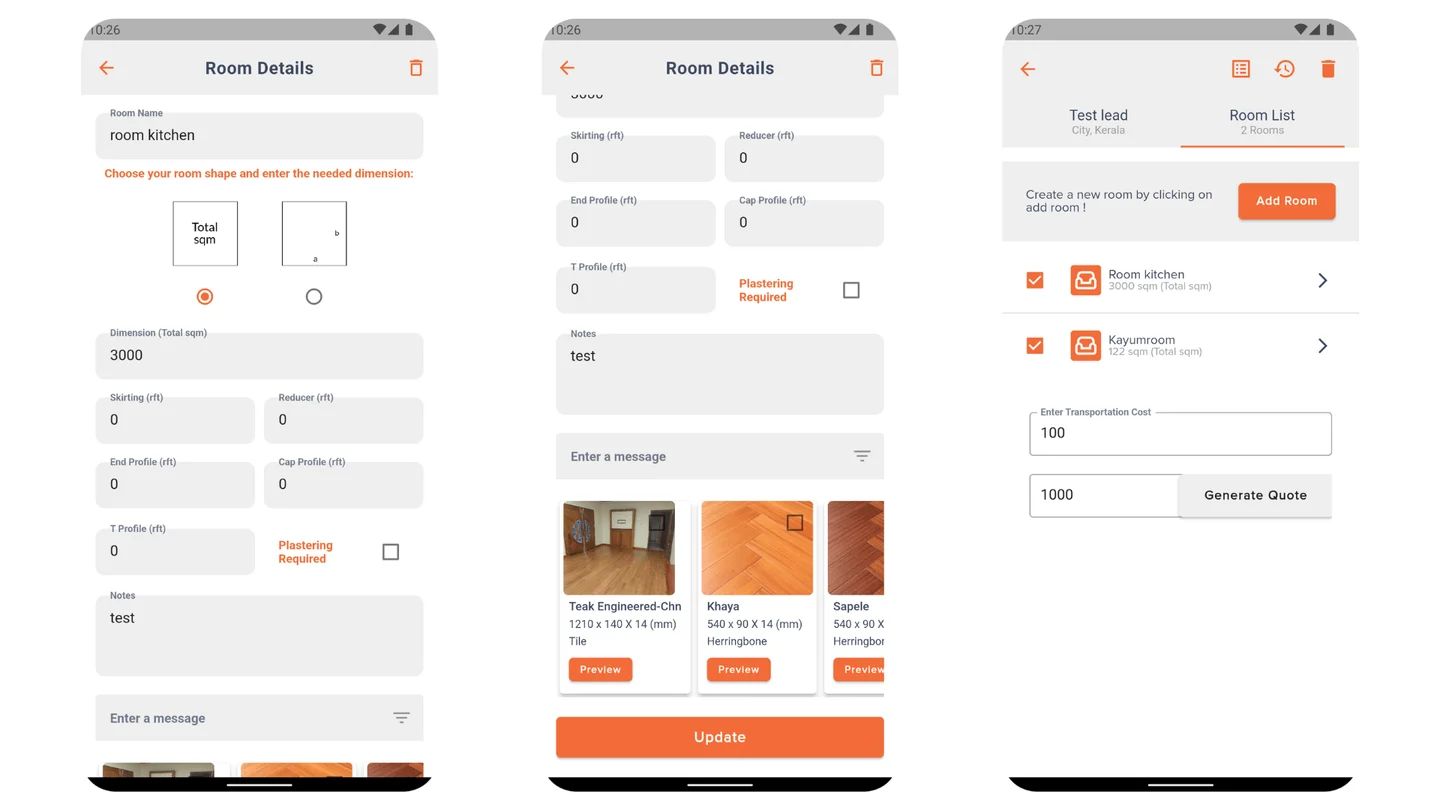 10:26
Room Details
Room Name
room kitchen
Choose your room shape and enter the needed dimension:
Total
sqm
b
a
Dimension (Total sqm)
3000
Skirting (rft)
0
Reducer (rft)
0
End Profile (rft)
0
Cap Profile (rft)
0
T Profile (rft)
0
Plastering
Required
Notes
test
Enter a message
10:26
Room Details
3000
Skirting (rft)
0
Reducer (rft)
0
End Profile (rft)
0
Cap Profile (rft)
0
T Profile (rft)
0
Plastering
Required
Notes
test
Enter a message
Teak Engineered-Chn
1210 x 140 X 14 (mm)
Tile
Preview
Khaya
540 x 90 X 14 (mm)
Herringbone
Preview
Sapele
540 x 90 X
Herringbor
Preview
Update
10:27
Test lead
City, Kerala
Room List
2 Rooms
Create a new room by clicking on
add room !
Add Room
Room kitchen
3000 sqm (Total sqm)
Kayumroom
122 sqm (Total sqm)
Enter Transportation Cost
100
1000
Generate Quote